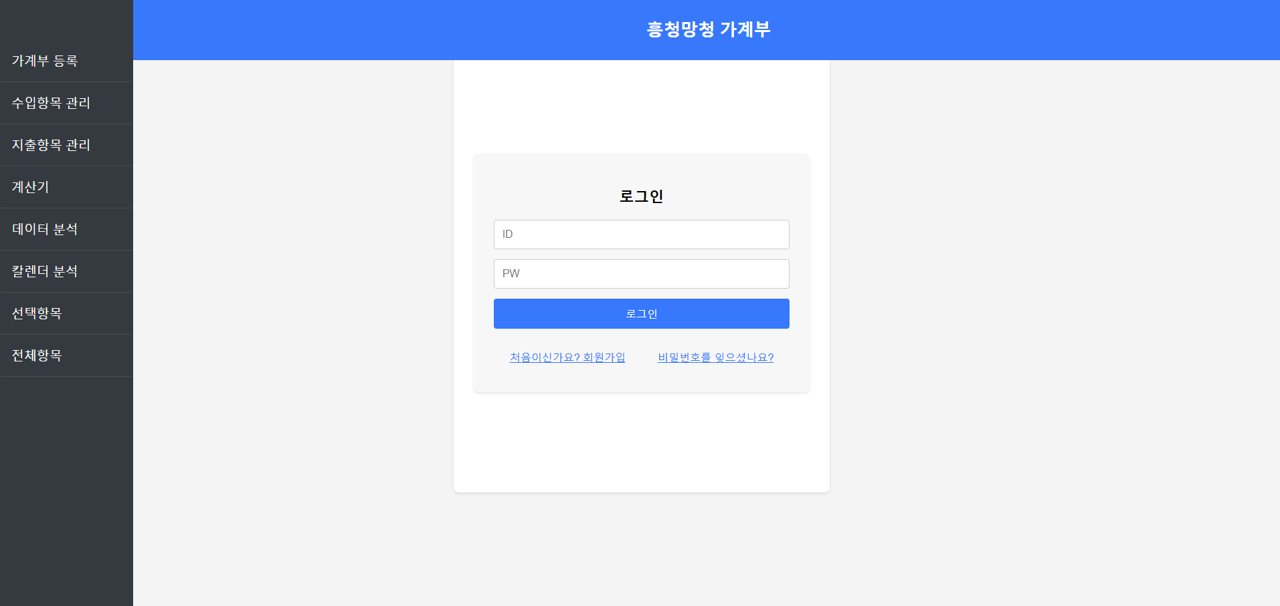 흥청망청 가계부
가계부 등록
수입항목 관리
지출항목 관리
계산기
데이터 분석
칼렌더 분석
선택항목
전체항목
로그인
ID
PW
로그인
처음이신가요? 회원가입
비밀번호를 잊으셨나요?